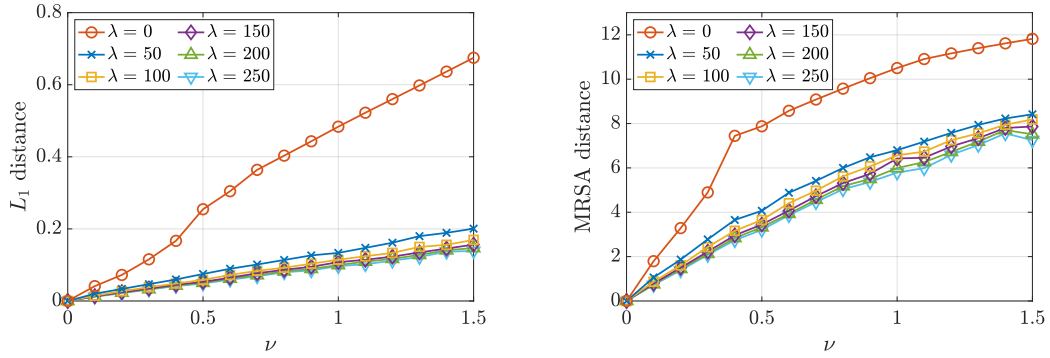 0.8
0.6
0.4
0.2
0
L₁ distance
λ = 0
λ = 50
λ = 100
λ = 150
λ = 200
λ = 250
0
0.5
1
1.5
ν
12
10
8
6
4
2
0
MRSA distance
λ = 0
λ = 50
λ = 100
λ = 150
λ = 200
λ = 250
0
0.5
1
1.5
ν